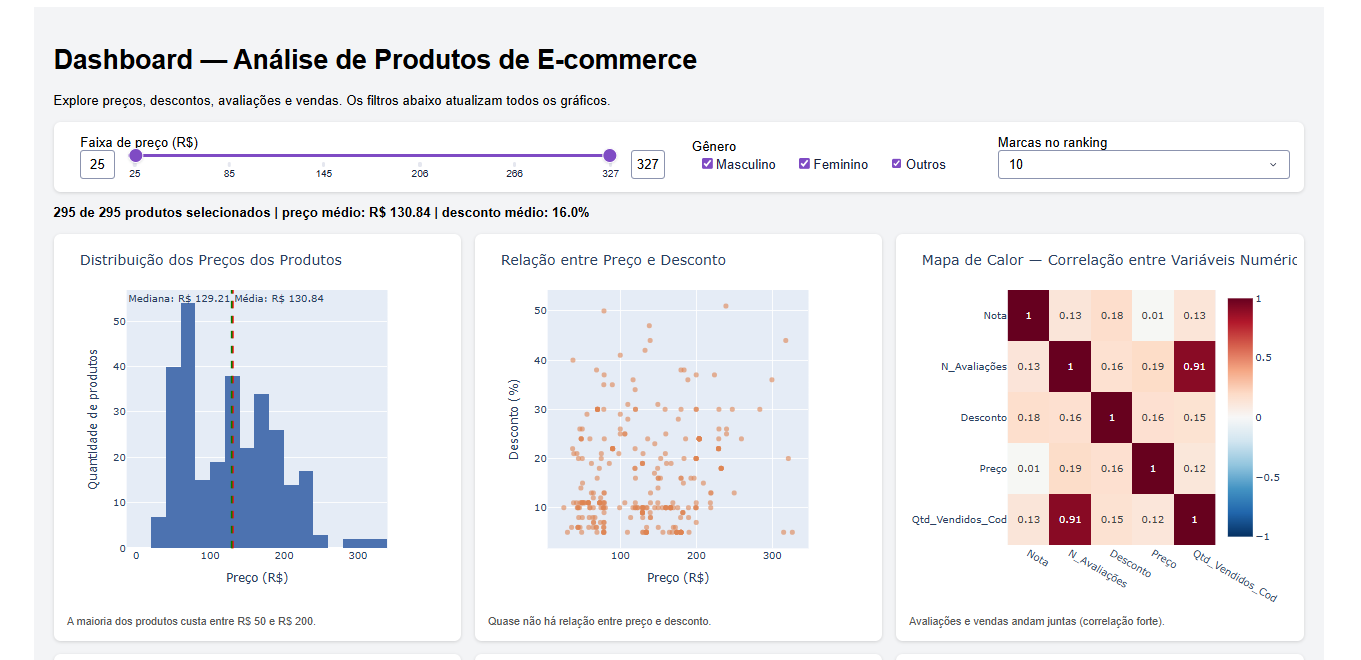 Dashboard — Análise de Produtos de E-commerce
Explore preços, descontos, avaliações e vendas. Os filtros abaixo atualizam todos os gráficos.
Faixa de preço (R$)
25
25 85 145 206 266 327
327
Gênero
Masculino Feminino Outros
Marcas no ranking
10
295 de 295 produtos selecionados | preço médio: R$ 130.84 | desconto médio: 16.0%
Distribuição dos Preços dos Produtos
Mediana: R$ 129.21 Média: R$ 130.84
Quantidade de produtos
50
40
30
20
10
0
0 100 200 300
Preço (R$)
A maioria dos produtos custa entre R$ 50 e R$ 200.
Relação entre Preço e Desconto
Desconto (%)
50
40
30
20
10
100 200 300
Preço (R$)
Quase não há relação entre preço e desconto.
Mapa de Calor — Correlação entre Variáveis Numéric
Nota 1 0.13 0.18 0.01 0.13
N_Avaliações 0.13 1 0.16 0.19 0.91
Desconto 0.18 0.16 1 0.16 0.15
Preço 0.01 0.19 0.16 1 0.12
Qtd_Vendidos_Cod 0.13 0.91 0.15 0.12 1
Nota N_Avaliações Desconto Preço Qtd_Vendidos_Cod
1
0.5
0
−0.5
−1
Avaliações e vendas andam juntas (correlação forte).